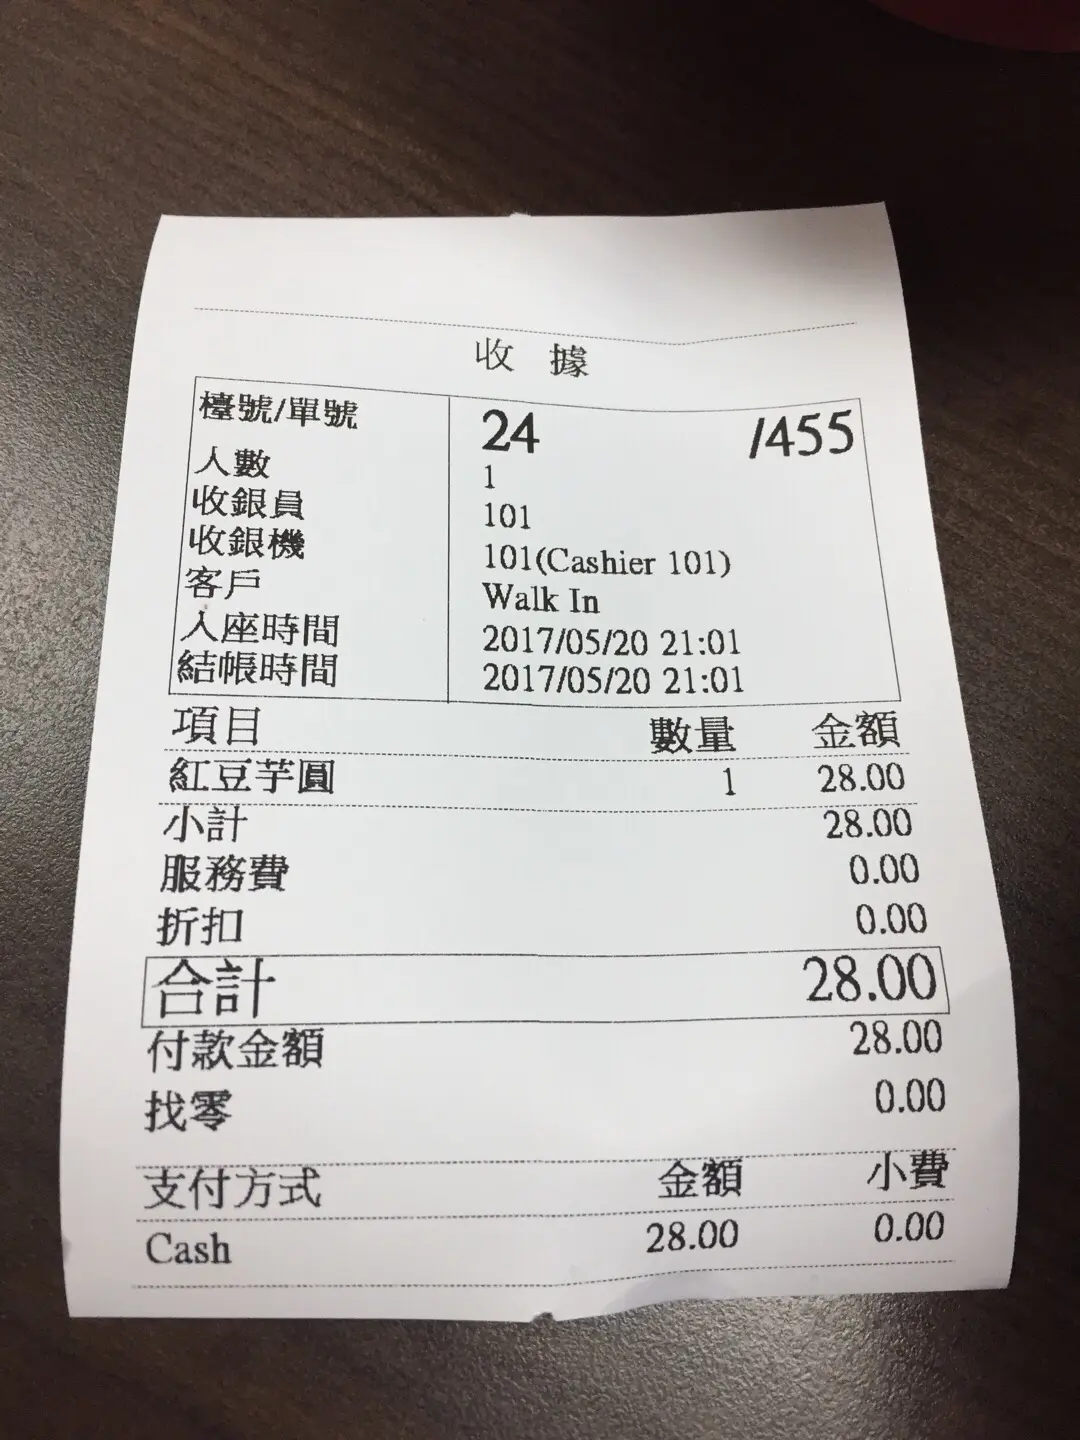 收 據
檯號/單號 24 /455
人數 1
收銀員 101
收銀機 101(Cashier 101)
客戶 Walk In
入座時間 2017/05/20 21:01
結帳時間 2017/05/20 21:01
項目 數量 金額
紅豆芋圓 1 28.00
小計 28.00
服務費 0.00
折扣 0.00
合計 28.00
付款金額 28.00
找零 0.00
支付方式 金額 小費
Cash 28.00 0.00